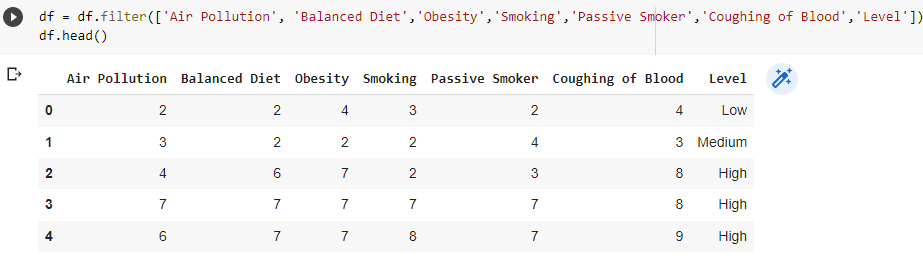 df = df.filter(['Air Pollution', 'Balanced Diet','Obesity','Smoking','Passive Smoker','Coughing of Blood','Level'])
df.head()
Air Pollution Balanced Diet Obesity Smoking Passive Smoker Coughing of Blood Level
0 2 2 4 3 2 4 Low
1 3 2 2 2 4 3 Medium
2 4 6 7 2 3 8 High
3 7 7 7 7 7 8 High
4 6 7 7 8 7 9 High